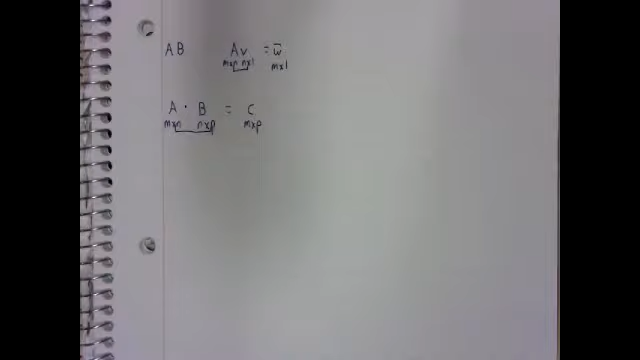 AB Av = w̄
mxn nx1 mx1
A · B = C
mxn nxp mxp